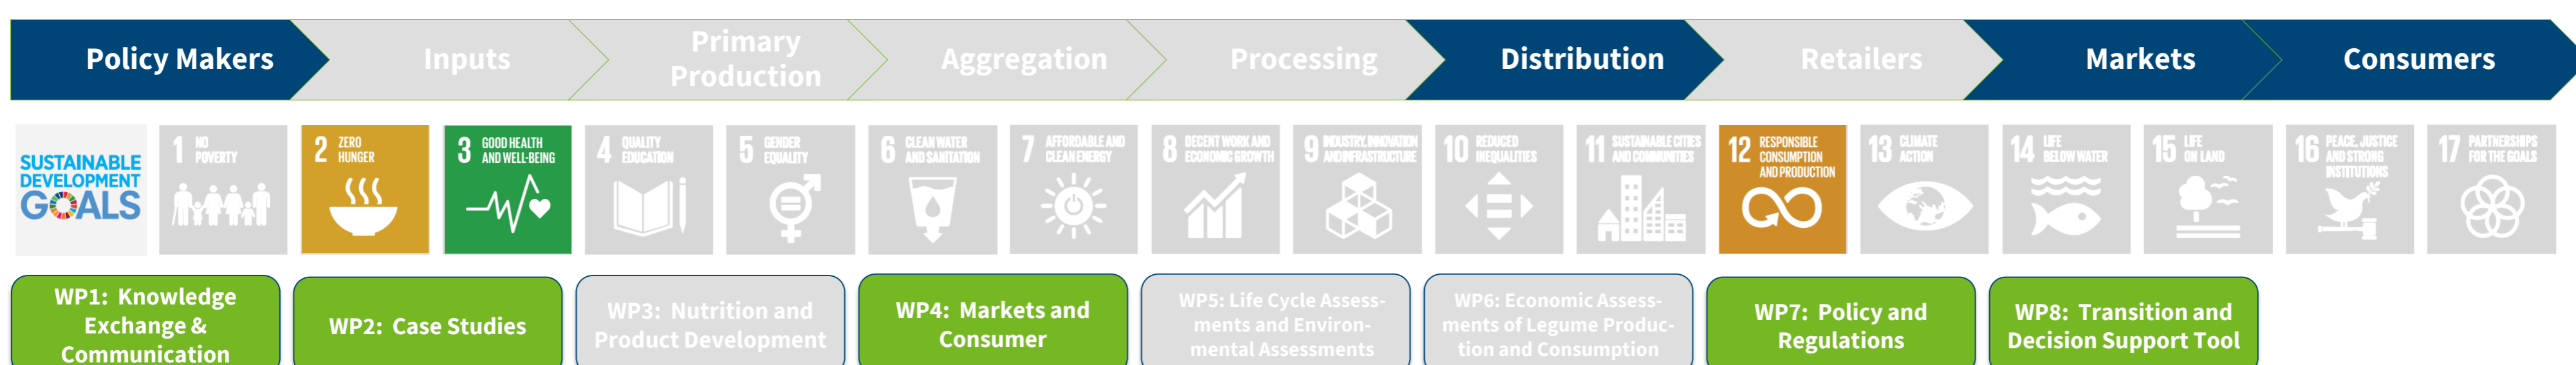 Policy Makers
Inputs
Primary
Production
Aggregation
Processing
Distribution
Retailers
Markets
Consumers
SUSTAINABLE
DEVELOPMENT
GOALS
1 NO
POVERTY
2 ZERO
HUNGER
3 GOOD HEALTH
AND WELL-BEING
4 QUALITY
EDUCATION
5 GENDER
EQUALITY
6 CLEAN WATER
AND SANITATION
7 AFFORDABLE AND
CLEAN ENERGY
8 DECENT WORK AND
ECONOMIC GROWTH
9 INDUSTRY, INNOVATION
AND INFRASTRUCTURE
10 REDUCED
INEQUALITIES
11 SUSTAINABLE CITIES
AND COMMUNITIES
12 RESPONSIBLE
CONSUMPTION
AND PRODUCTION
13 CLIMATE
ACTION
14 LIFE
BELOW WATER
15 LIFE
ON LAND
16 PEACE, JUSTICE
AND STRONG
INSTITUTIONS
17 PARTNERSHIPS
FOR THE GOALS
WP1: Knowledge
Exchange &
Communication
WP2: Case Studies
WP3: Nutrition and
Product Development
WP4: Markets and
Consumer
WP5: Life Cycle Assess-
ments and Environ-
mental Assessments
WP6: Economic Assess-
ments of Legume Produc-
tion and Consumption
WP7: Policy and
Regulations
WP8: Transition and
Decision Support Tool